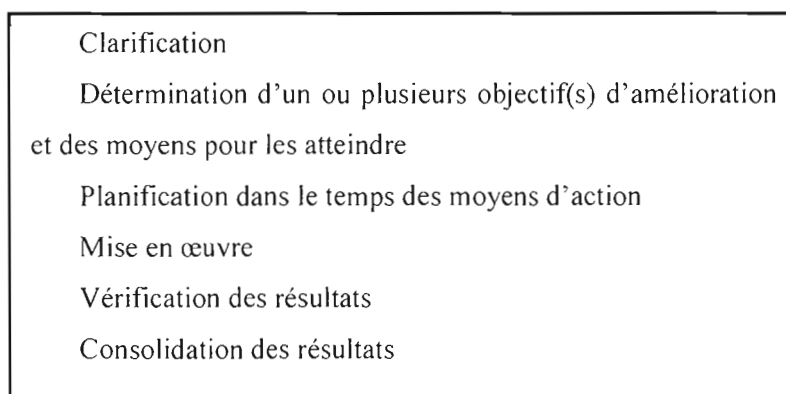 Clarification
Détermination d'un ou plusieurs objectif(s) d'amélioration
et des moyens pour les atteindre
Planification dans le temps des moyens d'action
Mise en œuvre
Vérification des résultats
Consolidation des résultats